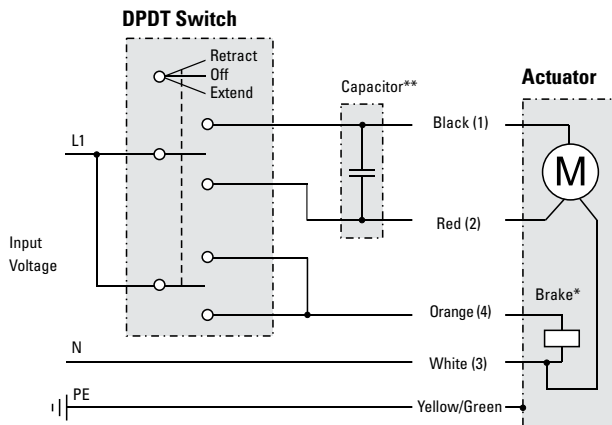 DPDT Switch
Retract
Off
Extend
Capacitor**
Actuator
L1
Black (1)
M
Red (2)
Input
Voltage
Brake*
Orange (4)
N
White (3)
PE
Yellow/Green